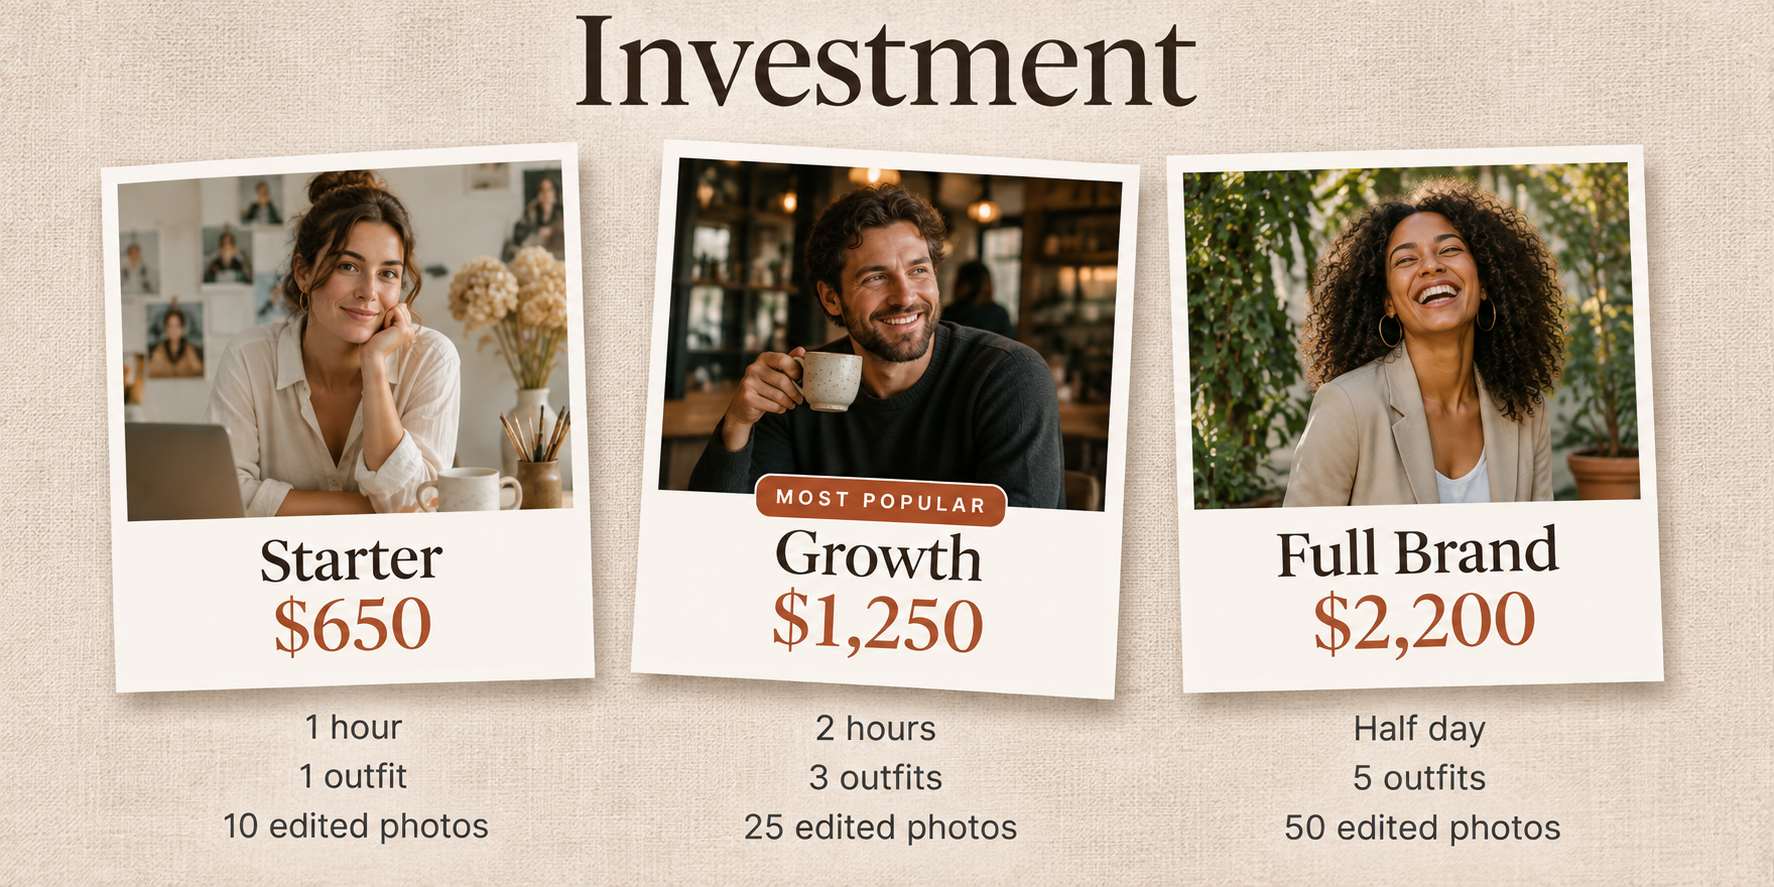 Investment
Starter
$650
1 hour
1 outfit
10 edited photos
MOST POPULAR
Growth
$1,250
2 hours
3 outfits
25 edited photos
Full Brand
$2,200
Half day
5 outfits
50 edited photos